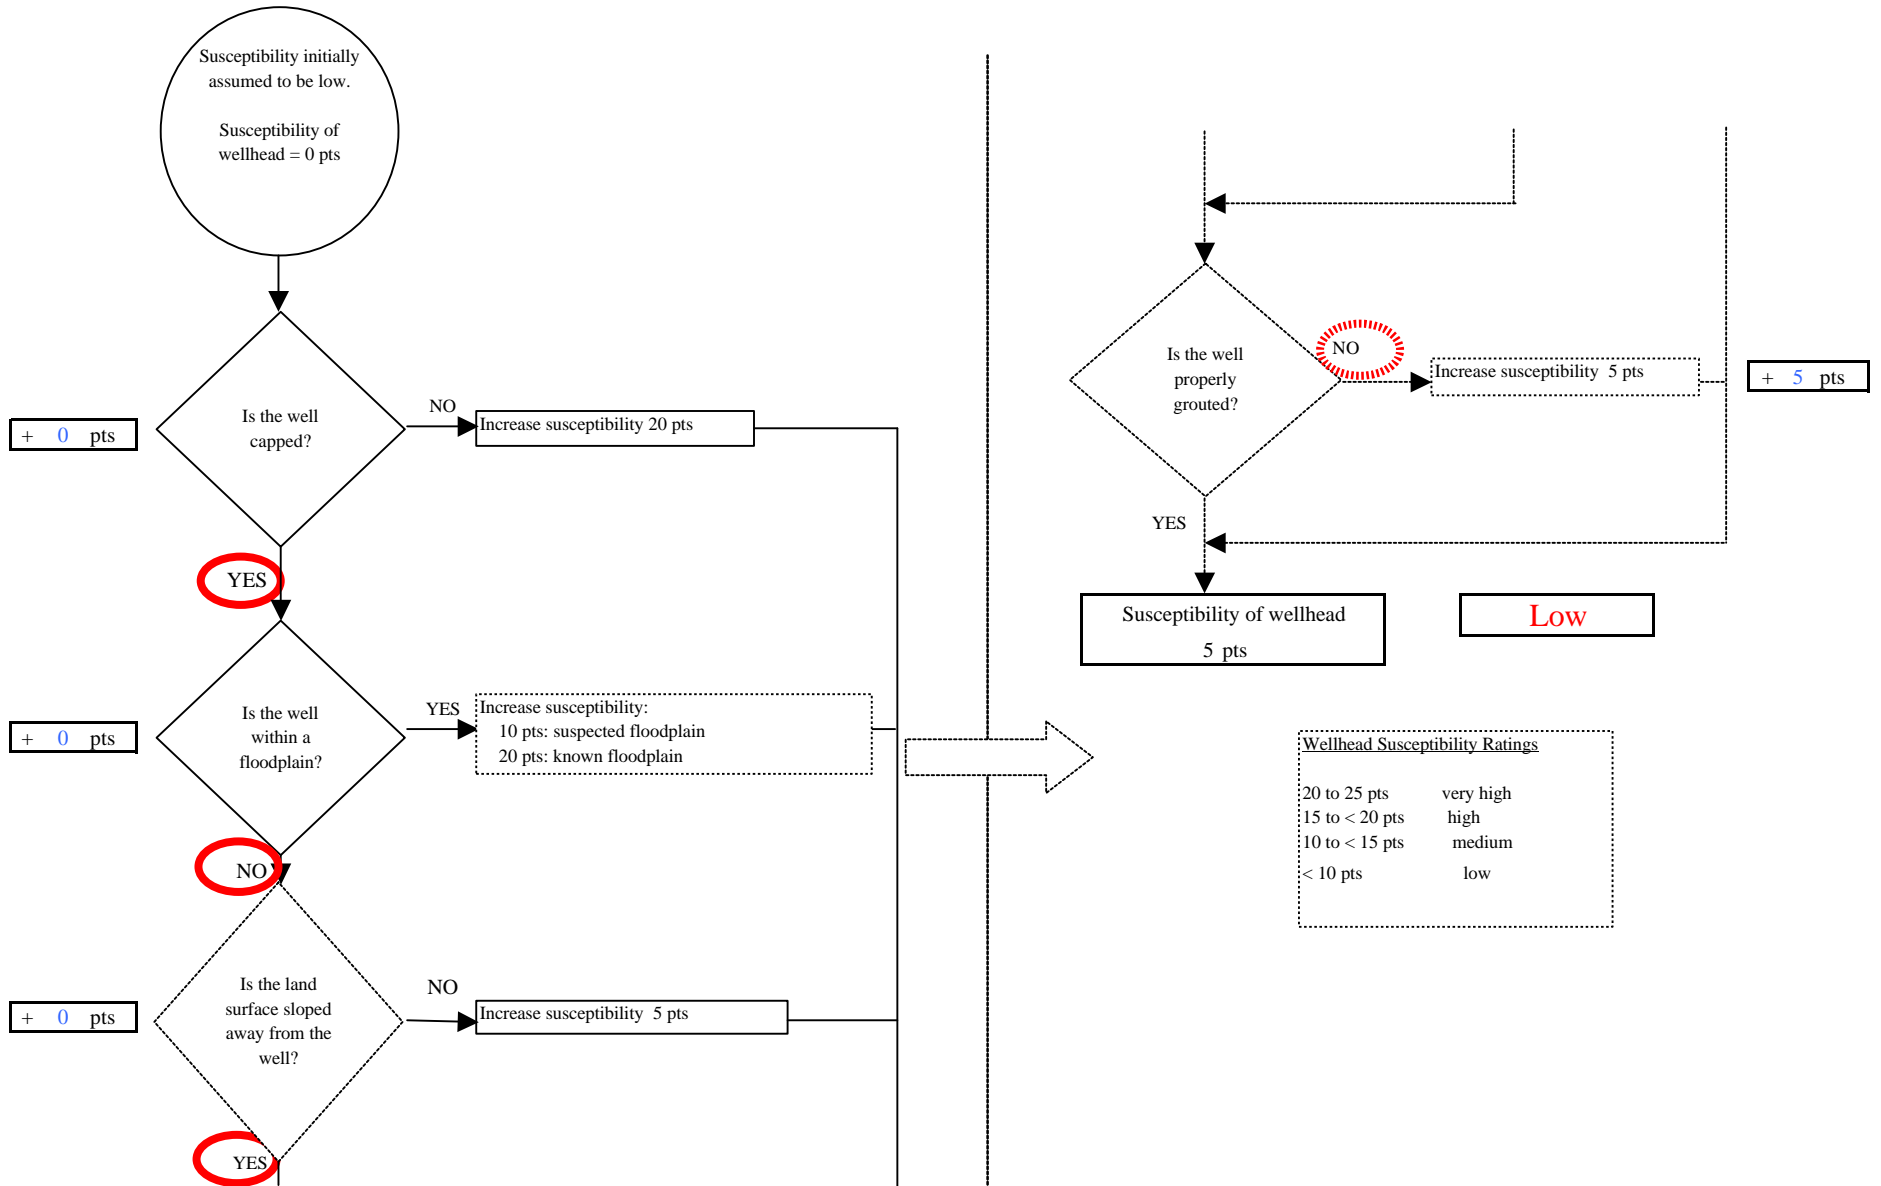 Susceptibility initially
assumed to be low.
Susceptibility of
wellhead = 0 pts
+ 0 pts
Is the well
capped?
NO
Increase susceptibility 20 pts
YES
+ 0 pts
Is the well
within a
floodplain?
YES
Increase susceptibility:
10 pts: suspected floodplain
20 pts: known floodplain
NO
+ 0 pts
Is the land
surface sloped
away from the
well?
NO
Increase susceptibility 5 pts
YES
Is the well
properly
grouted?
NO
Increase susceptibility 5 pts
+ 5 pts
YES
Susceptibility of wellhead
5 pts
Low
Wellhead Susceptibility Ratings
20 to 25 pts very high
15 to < 20 pts high
10 to < 15 pts medium
< 10 pts low